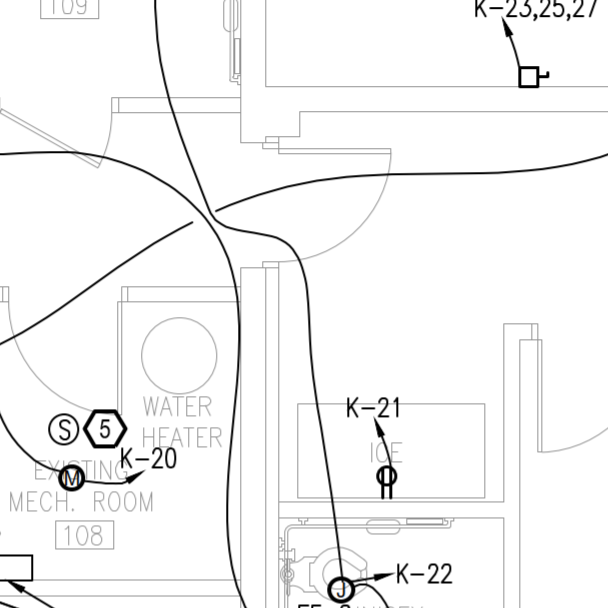 109
K-23,25,27
K-21
ICE
WATER
HEATER
S
5
K-20
EXISTING
M
MECH. ROOM
108
K-22
J